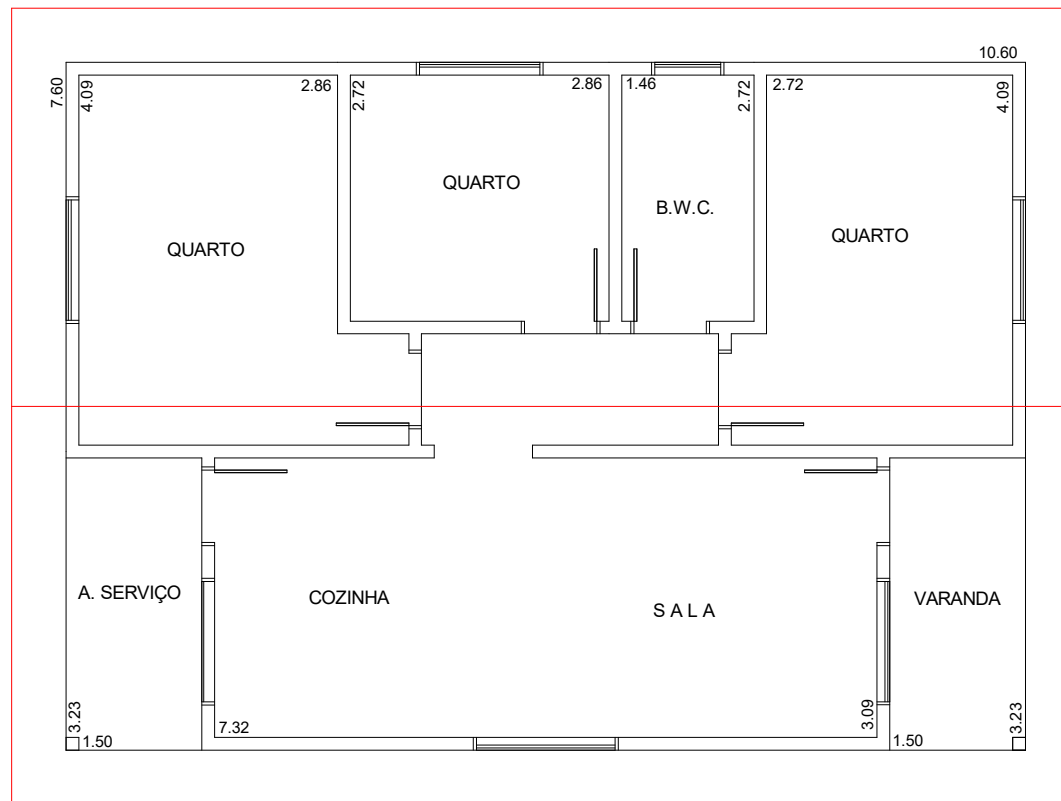 10.60
7.60
4.09
2.86
2.72
2.86
1.46
2.72
2.72
4.09
QUARTO
B.W.C.
QUARTO
QUARTO
A. SERVIÇO
COZINHA
S A L A
VARANDA
3.23
1.50
7.32
3.09
1.50
3.23